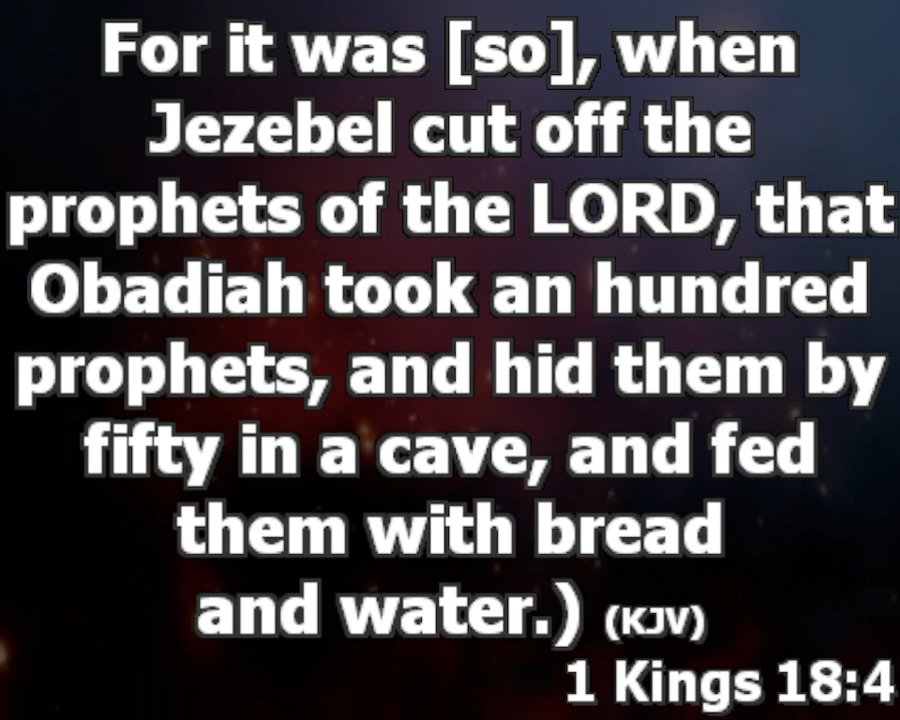 For it was [so], when
Jezebel cut off the
prophets of the LORD, that
Obadiah took an hundred
prophets, and hid them by
fifty in a cave, and fed
them with bread
and water.) (KJV)
1 Kings 18:4